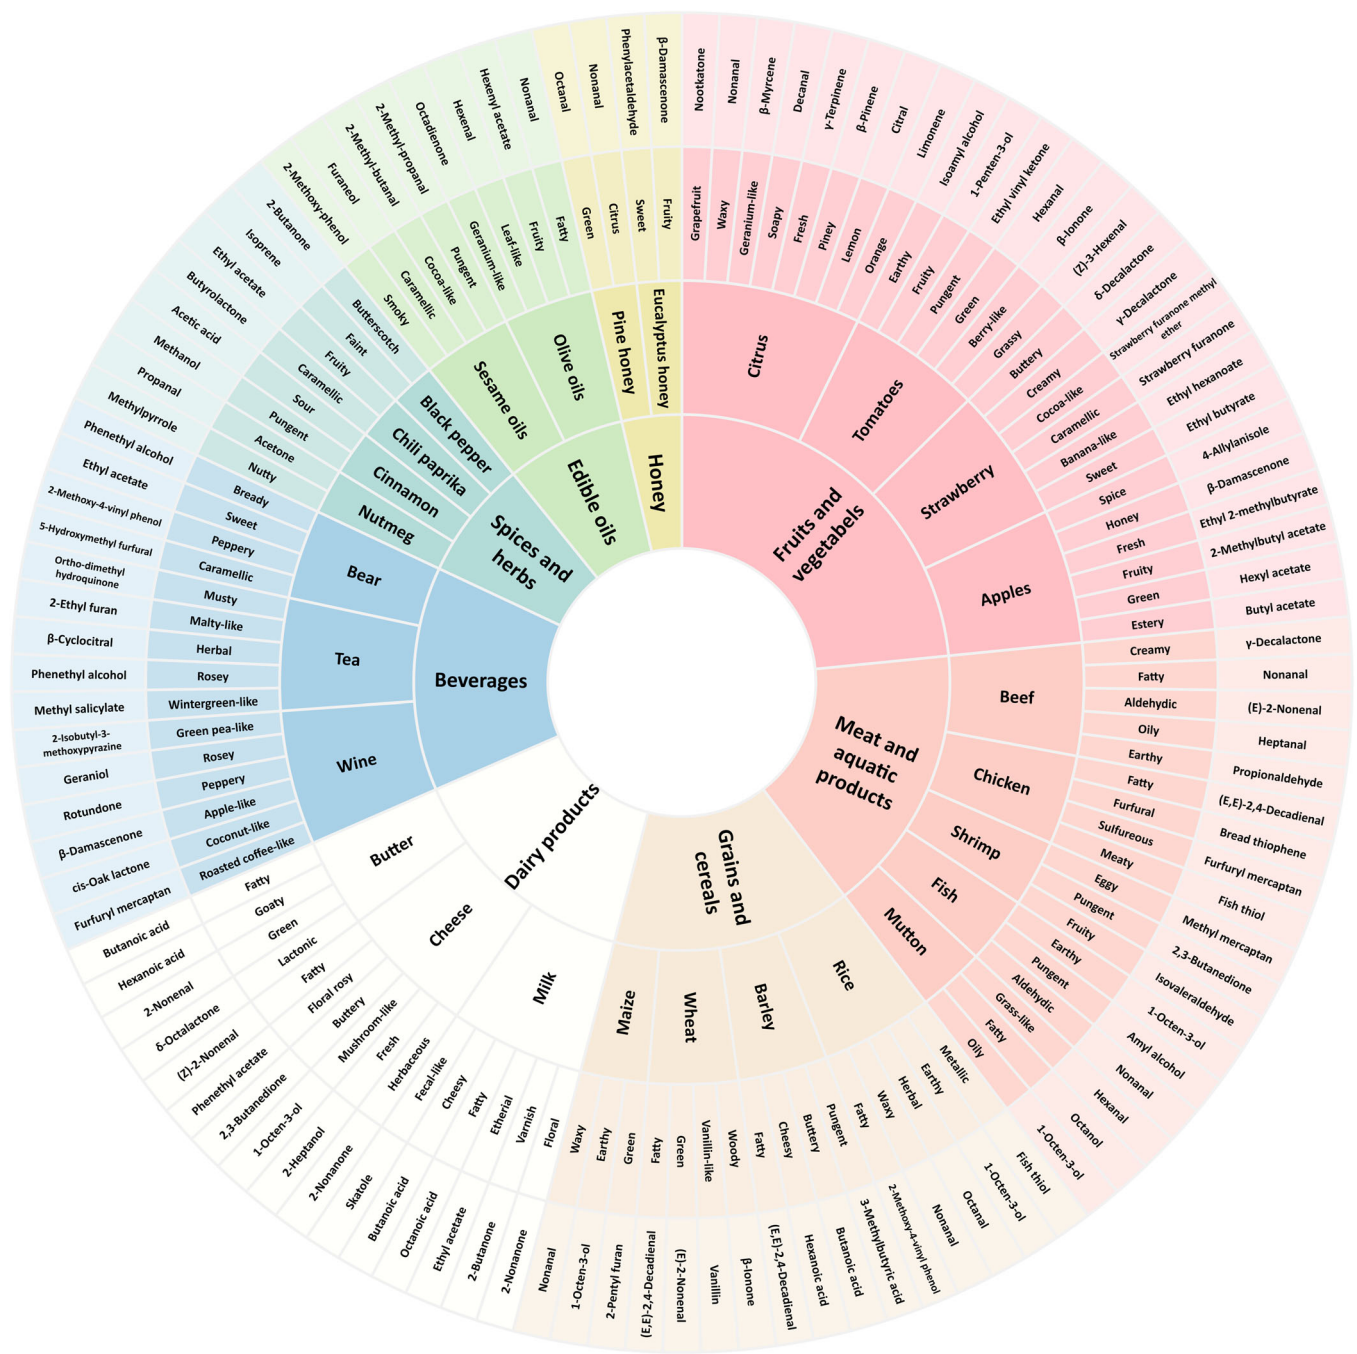 Fruits and
vegetabels
Meat and
aquatic
products
Grains and
cereals
Dairy products
Beverages
Spices and
herbs
Edible oils
Honey
Citrus
Tomatoes
Strawberry
Apples
Beef
Chicken
Shrimp
Fish
Mutton
Rice
Barley
Wheat
Maize
Milk
Cheese
Butter
Wine
Tea
Bear
Nutmeg
Cinnamon
Chili paprika
Black pepper
Sesame oils
Olive oils
Pine honey
Eucalyptus honey
Grapefruit
Waxy
Geranium-like
Soapy
Fresh
Piney
Lemon
Orange
Earthy
Fruity
Pungent
Green
Berry-like
Grassy
Buttery
Creamy
Cocoa-like
Caramellic
Banana-like
Sweet
Spice
Honey
Fresh
Fruity
Green
Estery
Creamy
Fatty
Aldehydic
Oily
Earthy
Fatty
Furfural
Sulfureous
Meaty
Eggy
Pungent
Fruity
Earthy
Pungent
Aldehydic
Grass-like
Fatty
Oily
Metallic
Earthy
Herbal
Waxy
Fatty
Pungent
Buttery
Cheesy
Fatty
Woody
Vanillin-like
Green
Fatty
Green
Earthy
Waxy
Floral
Varnish
Etherial
Fatty
Cheesy
Fecal-like
Herbaceous
Fresh
Mushroom-like
Buttery
Floral rosy
Fatty
Lactonic
Green
Goaty
Fatty
Roasted coffee-like
Coconut-like
Apple-like
Peppery
Rosey
Green pea-like
Wintergreen-like
Rosey
Herbal
Malty-like
Musty
Caramellic
Peppery
Sweet
Bready
Nutty
Acetone
Pungent
Sour
Caramellic
Fruity
Faint
Butterscotch
Smoky
Caramellic
Cocoa-like
Pungent
Geranium-like
Leaf-like
Fruity
Fatty
Green
Citrus
Sweet
Fruity
Nootkatone
Nonanal
β-Myrcene
Decanal
γ-Terpinene
β-Pinene
Citral
Limonene
Isoamyl alcohol
1-Penten-3-ol
Ethyl vinyl ketone
Hexanal
β-Ionone
(Z)-3-Hexenal
δ-Decalactone
γ-Decalactone
Strawberry furanone methyl
ether
Strawberry furanone
Ethyl hexanoate
Ethyl butyrate
4-Allylanisole
β-Damascenone
Ethyl 2-methylbutyrate
2-Methylbutyl acetate
Hexyl acetate
Butyl acetate
γ-Decalactone
Nonanal
(E)-2-Nonenal
Heptanal
Propionaldehyde
(E,E)-2,4-Decadienal
Bread thiophene
Furfuryl mercaptan
Fish thiol
Methyl mercaptan
2,3-Butanedione
Isovaleraldehyde
1-Octen-3-ol
Amyl alcohol
Nonanal
Hexanal
Octanol
1-Octen-3-ol
Fish thiol
1-Octen-3-ol
Octanal
Nonanal
2-Methoxy-4-vinyl phenol
3-Methylbutyric acid
Butanoic acid
Hexanoic acid
(E,E)-2,4-Decadienal
β-Ionone
Vanillin
(E)-2-Nonenal
(E,E)-2,4-Decadienal
2-Pentyl furan
1-Octen-3-ol
Nonanal
2-Nonanone
2-Butanone
Ethyl acetate
Octanoic acid
Butanoic acid
Skatole
2-Nonanone
2-Heptanol
1-Octen-3-ol
2,3-Butanedione
Phenethyl acetate
(Z)-2-Nonenal
δ-Octalactone
2-Nonenal
Hexanoic acid
Butanoic acid
Furfuryl mercaptan
cis-Oak lactone
β-Damascenone
Rotundone
Geraniol
2-Isobutyl-3-
methoxypyrazine
Methyl salicylate
Phenethyl alcohol
β-Cyclocitral
2-Ethyl furan
Ortho-dimethyl
hydroquinone
5-Hydroxymethyl furfural
2-Methoxy-4-vinyl phenol
Ethyl acetate
Phenethyl alcohol
Methylpyrrole
Propanal
Methanol
Acetic acid
Butyrolactone
Ethyl acetate
Isoprene
2-Butanone
2-Methoxy-phenol
Furaneol
2-Methyl-butanal
2-Methyl-propanal
Octadienone
Hexenal
Hexenyl acetate
Nonanal
Octanal
Nonanal
Phenylacetaldehyde
β-Damascenone